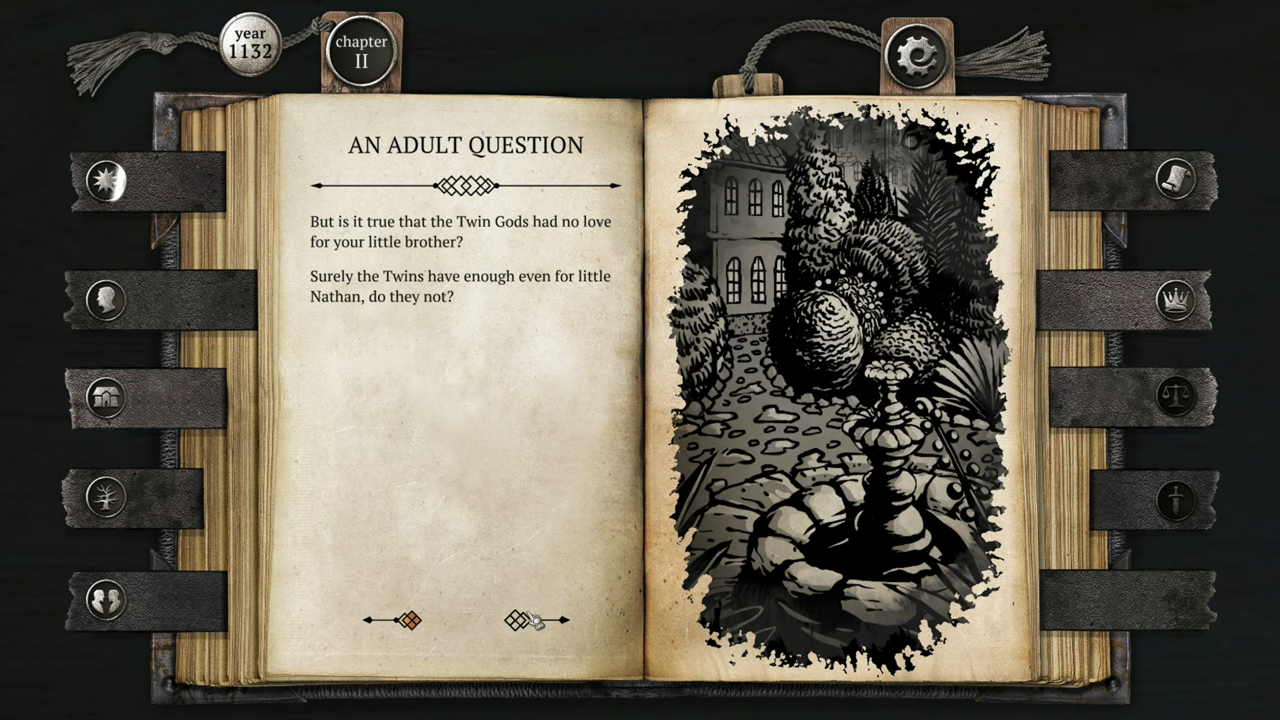 year
1132
chapter
II
AN ADULT QUESTION
But is it true that the Twin Gods had no love
for your little brother?
Surely the Twins have enough even for little
Nathan, do they not?